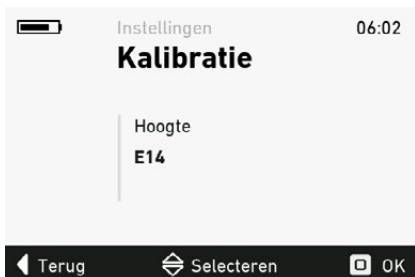 Instellingen 06:02
Kalibratie
Hoogte
E14
Terug Selecteren OK